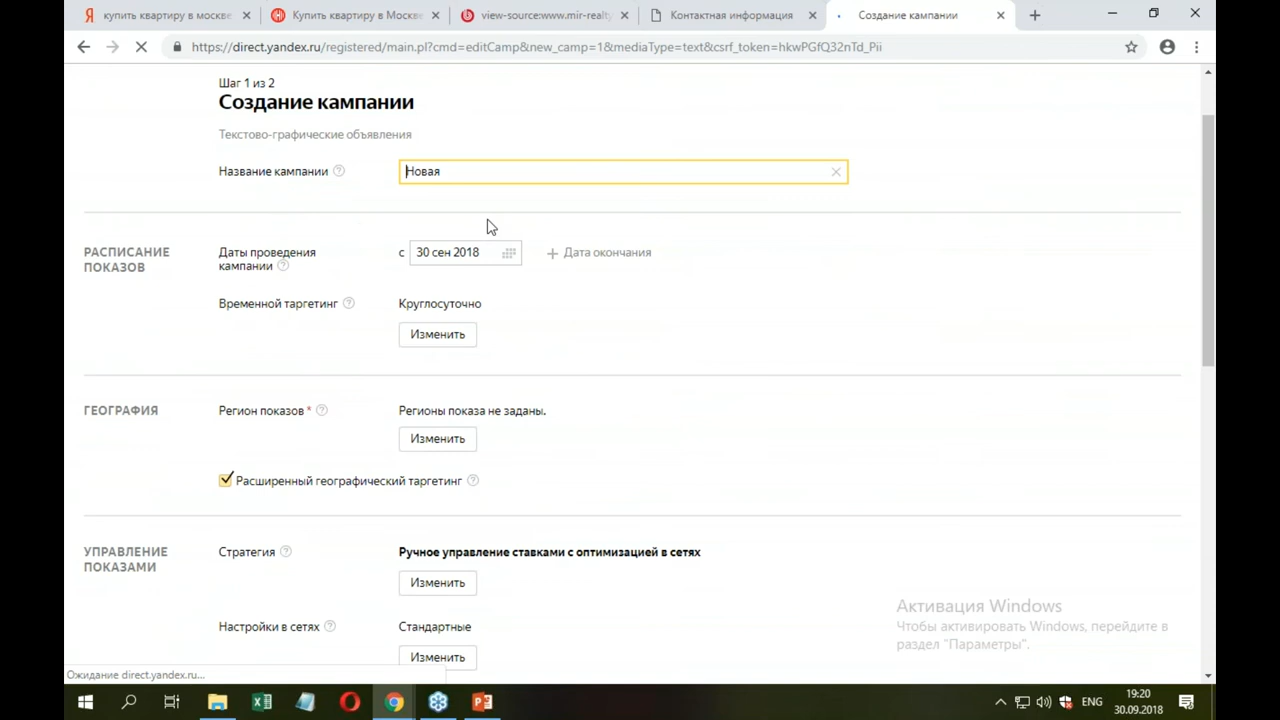 купить квартиру в москве
Купить квартиру в Москве
view-source:www.mir-realty
Контактная информация
Создание кампании
https://direct.yandex.ru/registered/main.pl?cmd=editCamp&new_camp=1&mediaType=text&csrf_token=hkwPGfQ32nTd_Pii
Шаг 1 из 2
Создание кампании
Текстово-графические объявления
Название кампании ?
Новая
РАСПИСАНИЕ ПОКАЗОВ
Даты проведения
кампании ?
с 30 сен 2018
+ Дата окончания
Временной таргетинг ?
Круглосуточно
Изменить
ГЕОГРАФИЯ
Регион показов * ?
Регионы показа не заданы.
Изменить
Расширенный географический таргетинг ?
УПРАВЛЕНИЕ ПОКАЗАМИ
Стратегия ?
Ручное управление ставками с оптимизацией в сетях
Изменить
Настройки в сетях ?
Стандартные
Изменить
Активация Windows
Чтобы активировать Windows, перейдите в
раздел "Параметры".
Ожидание direct.yandex.ru...
ENG
19:20
30.09.2018